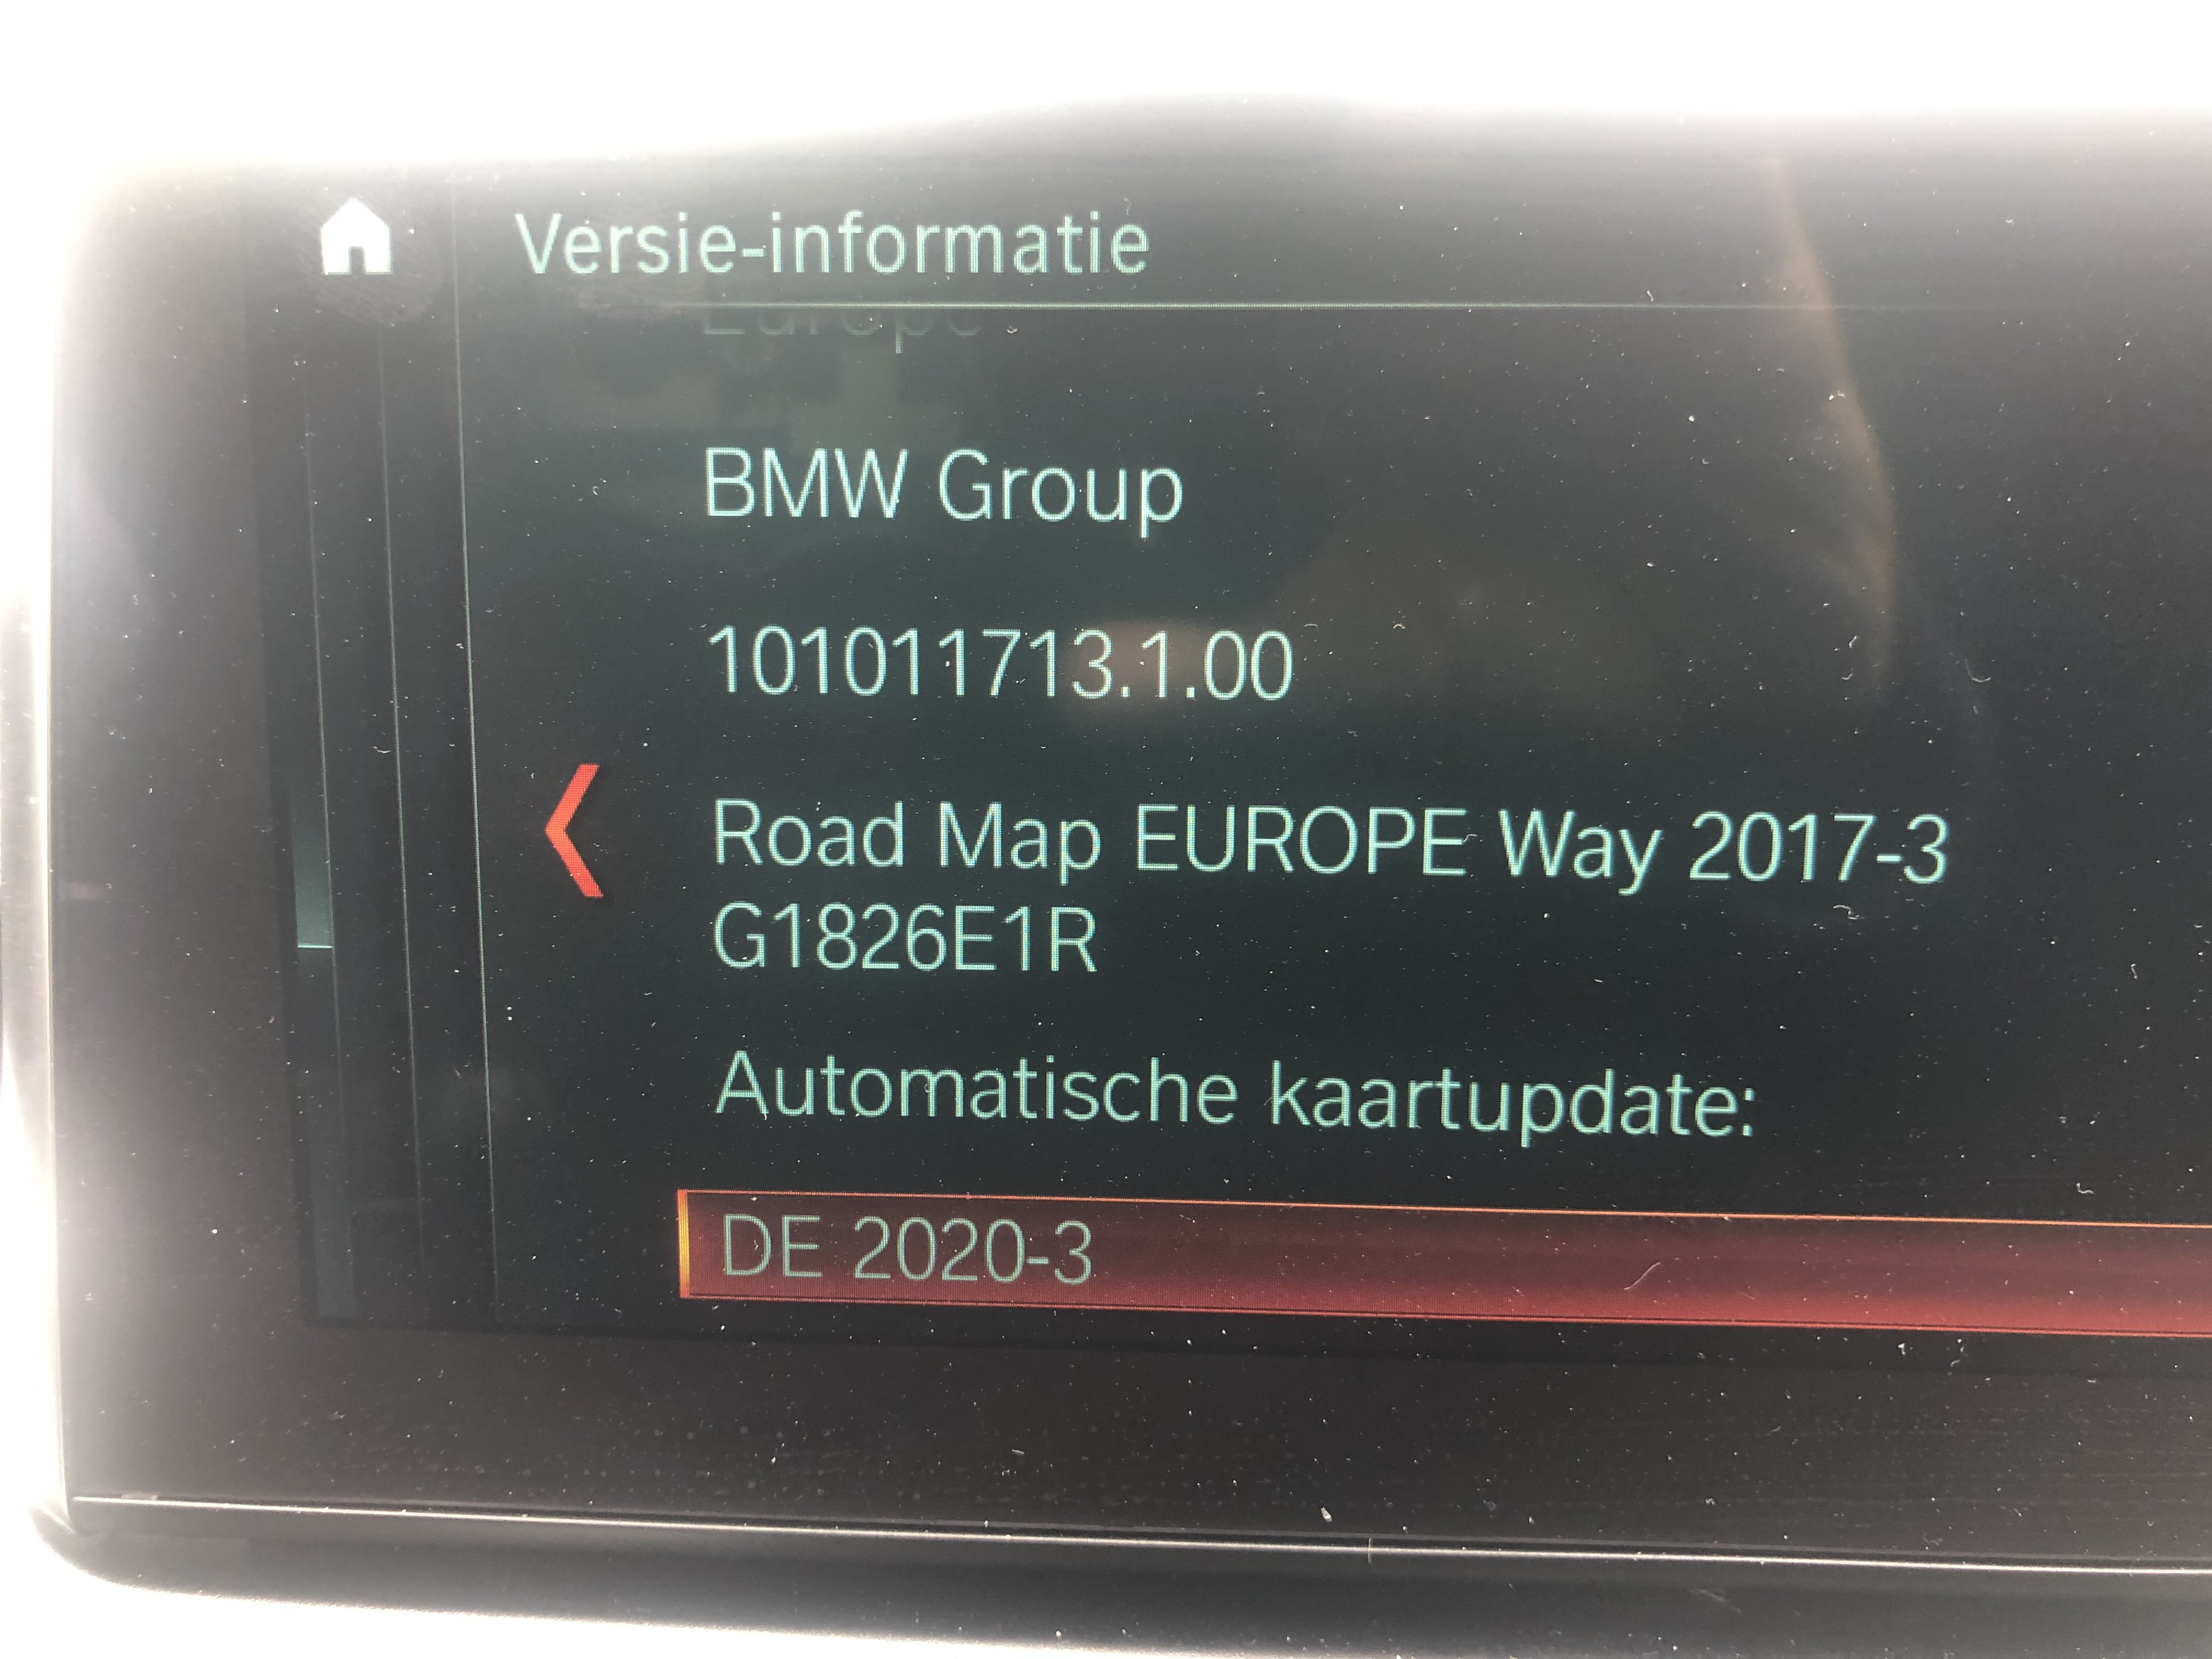 Versie-informatie
Europe
BMW Group
101011713.1.00
Road Map EUROPE Way 2017-3
G1826E1R
Automatische kaartupdate:
DE 2020-3